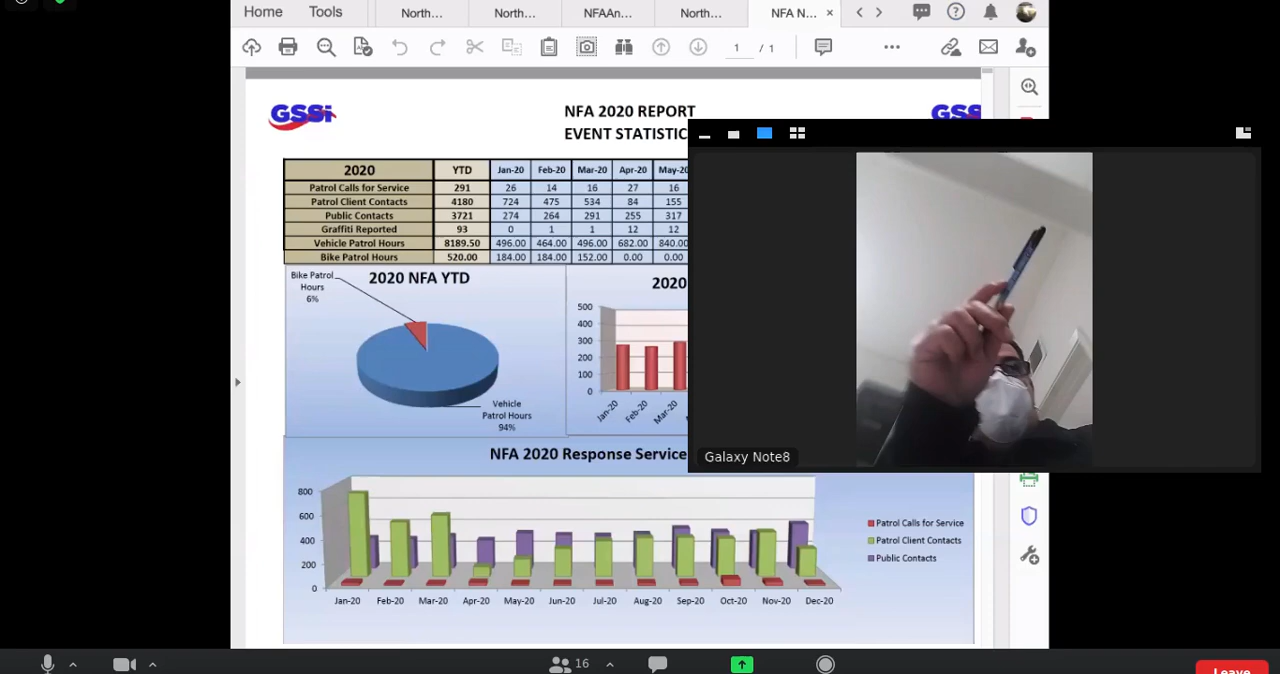 Home Tools North... North... NFAAn... North... NFA N... ×
1 / 1
GSSi NFA 2020 REPORT GSS
EVENT STATISTIC
2020 YTD Jan-20 Feb-20 Mar-20 Apr-20 May-20
Patrol Calls for Service 291 26 14 16 27 16
Patrol Client Contacts 4180 724 475 534 84 155
Public Contacts 3721 274 264 291 255 317
Graffiti Reported 93 0 1 1 12 12
Vehicle Patrol Hours 8189.50 496.00 464.00 496.00 682.00 840.00
Bike Patrol Hours 520.00 184.00 184.00 152.00 0.00 0.00
2020 NFA YTD
Bike Patrol
Hours
6%
Vehicle
Patrol Hours
94%
2020
500
400
300
200
100
0
Jan-20 Feb-20 Mar-20
Galaxy Note8
NFA 2020 Response Service
800
600
400
200
0
Jan-20 Feb-20 Mar-20 Apr-20 May-20 Jun-20 Jul-20 Aug-20 Sep-20 Oct-20 Nov-20 Dec-20
Patrol Calls for Service
Patrol Client Contacts
Public Contacts
16
Leave